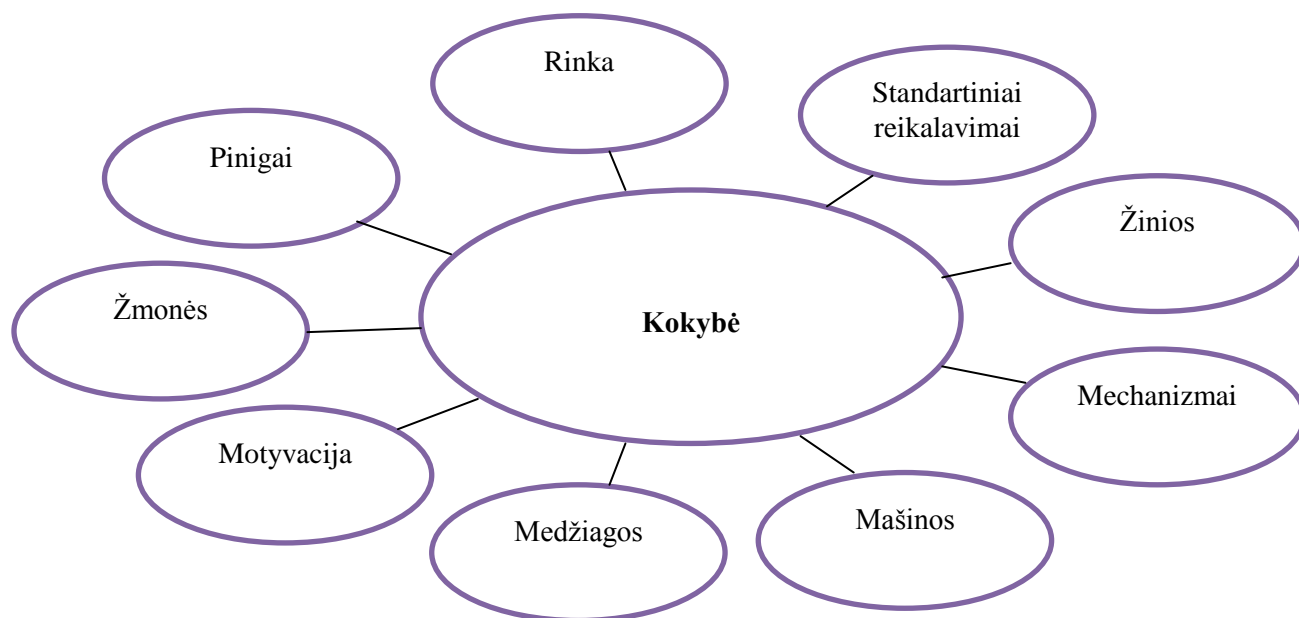 Rinka
Standartiniai
reikalavimai
Pinigai
Žinios
Žmonės
Kokybė
Mechanizmai
Motyvacija
Medžiagos
Mašinos